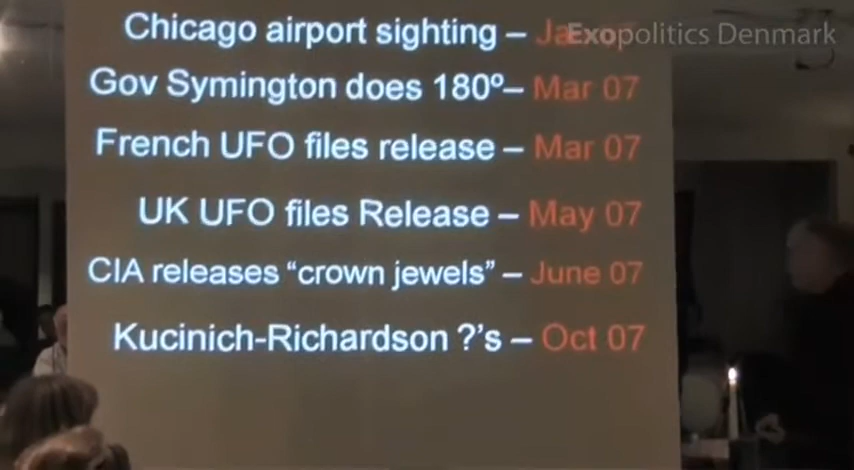 Chicago airport sighting –
Exopolitics Denmark
Gov Symington does 180º– Mar 07
French UFO files release – Mar 07
UK UFO files Release – May 07
CIA releases “crown jewels” – June 07
Kucinich-Richardson ?’s – Oct 07